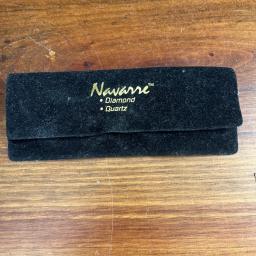 Navarre™
• Diamond
• Quartz